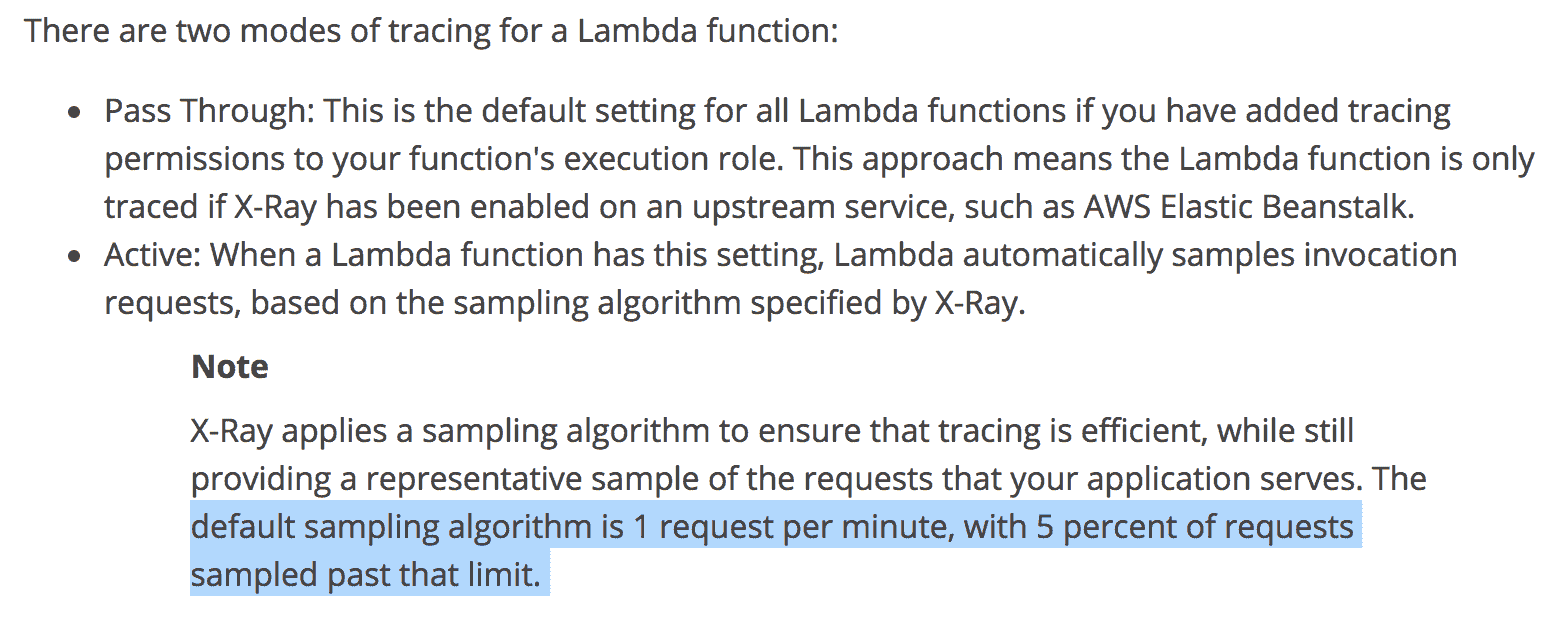 There are two modes of tracing for a Lambda function:
• Pass Through: This is the default setting for all Lambda functions if you have added tracing
permissions to your function's execution role. This approach means the Lambda function is only
traced if X-Ray has been enabled on an upstream service, such as AWS Elastic Beanstalk.
• Active: When a Lambda function has this setting, Lambda automatically samples invocation
requests, based on the sampling algorithm specified by X-Ray.
Note
X-Ray applies a sampling algorithm to ensure that tracing is efficient, while still
providing a representative sample of the requests that your application serves. The
default sampling algorithm is 1 request per minute, with 5 percent of requests
sampled past that limit.